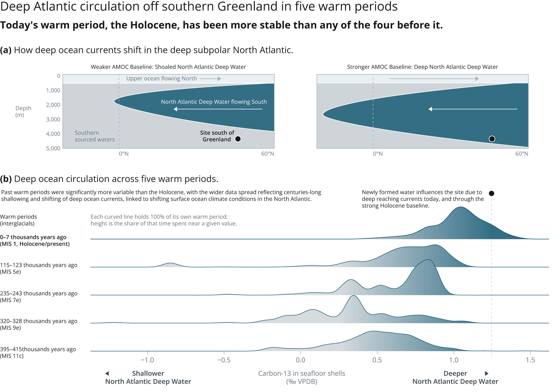 Deep Atlantic circulation off southern Greenland in five warm periods
Today's warm period, the Holocene, has been more stable than any of the four before it.
(a) How deep ocean currents shift in the deep subpolar North Atlantic.
Weaker AMOC Baseline: Shoaled North Atlantic Deep Water
Stronger AMOC Baseline: Deep North Atlantic Deep Water
Upper ocean flowing North
North Atlantic Deep Water flowing South
Depth
(m)
0
1,000
2,000
3,000
4,000
5,000
Southern
sourced waters
Site south of
Greenland
0°N
60°N
0°N
60°N
(b) Deep ocean circulation across five warm periods.
Past warm periods were significantly more variable than the Holocene, with the wider data spread reflecting centuries-long
shallowing and shifting of deep ocean currents, linked to shifting surface ocean climate conditions in the North Atlantic.
Newly formed water influences the site due to
deep reaching currents today, and through the
strong Holocene baseline.
Warm periods
(interglacials)
Each curved line holds 100% of its own warm period;
height is the share of that time spent near a given value.
0–7 thousands years ago
(MIS 1, Holocene/present)
115–123 thousands years ago
(MIS 5e)
235–243 thousands years ago
(MIS 7e)
320–328 thousands years ago
(MIS 9e)
395–415thousands years ago
(MIS 11c)
−1.0
−0.5
0.0
0.5
1.0
1.5
Shallower
North Atlantic Deep Water
Carbon-13 in seafloor shells
(‰ VPDB)
Deeper
North Atlantic Deep Water